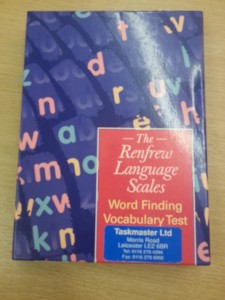 The
Renfrew
Language
Scales
Word Finding
Vocabulary Test
Taskmaster Ltd
Morris Road
Leicester LE2 6BR